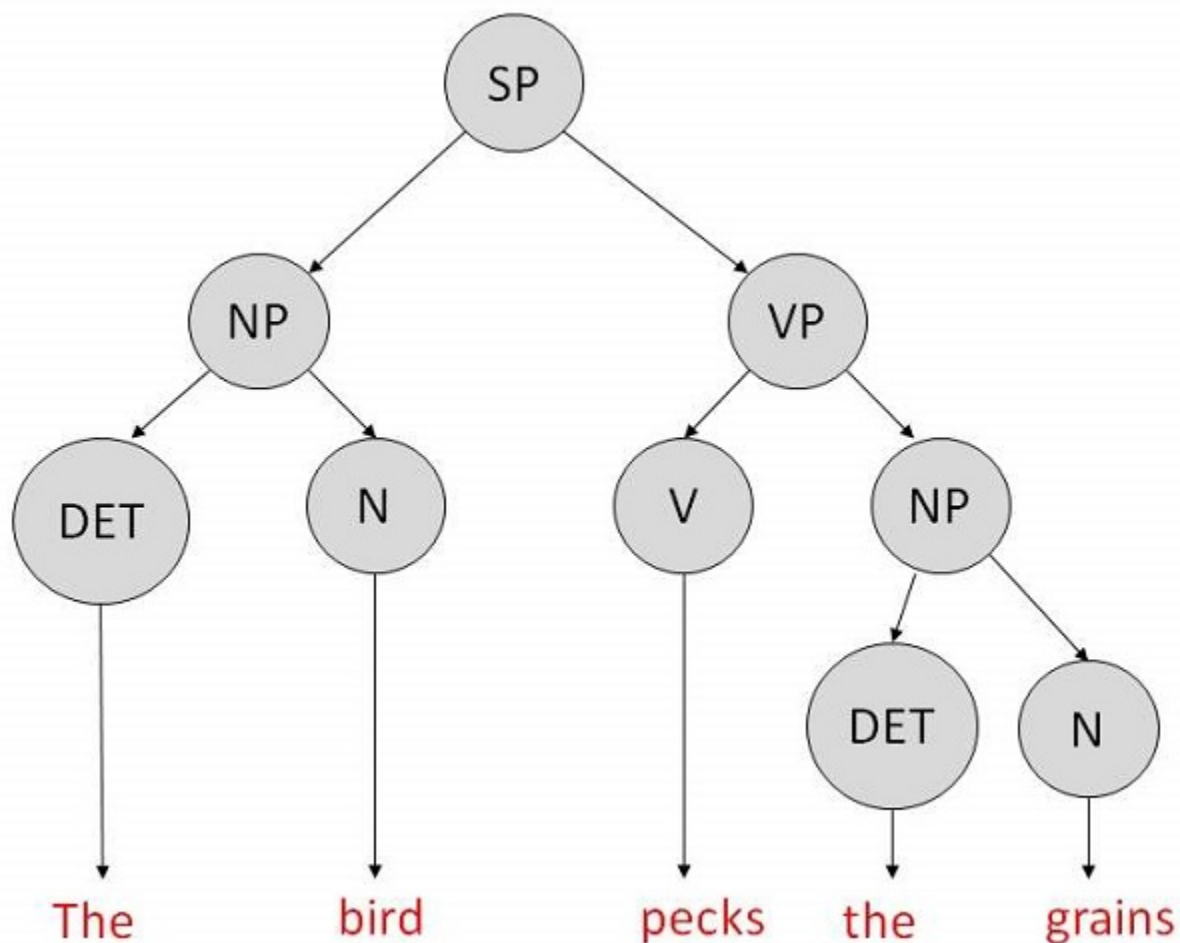 SP
NP VP
DET N V NP
DET N
The bird pecks the grains